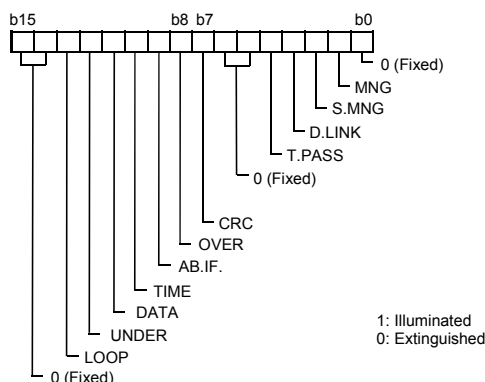 b15 b8 b7 b0
0 (Fixed)
MNG
S.MNG
D.LINK
T.PASS
0 (Fixed)
CRC
OVER
AB.IF.
TIME
DATA
UNDER
LOOP
0 (Fixed)
1: Illuminated
0: Extinguished